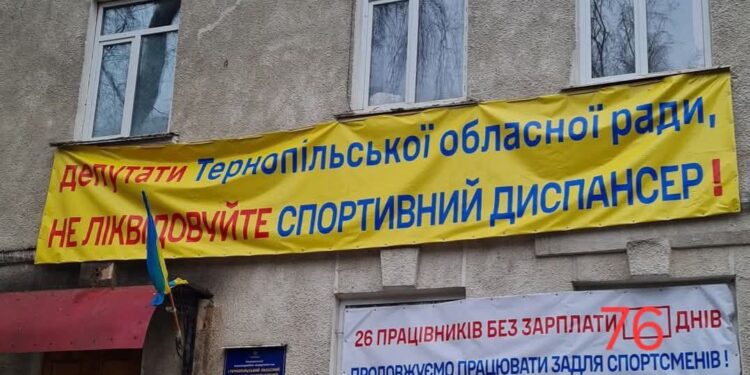 депутати Тернопільської обласної ради,
НЕ ЛІКВІДОВУЙТЕ СПОРТИВНИЙ ДИСПАНСЕР !
26 ПРАЦІВНИКІВ БЕЗ ЗАРПЛАТИ 76 ДНІВ
ПРОДОВЖУЄМО ПРАЦЮВАТИ ЗАДЛЯ СПОРТСМЕНІВ !